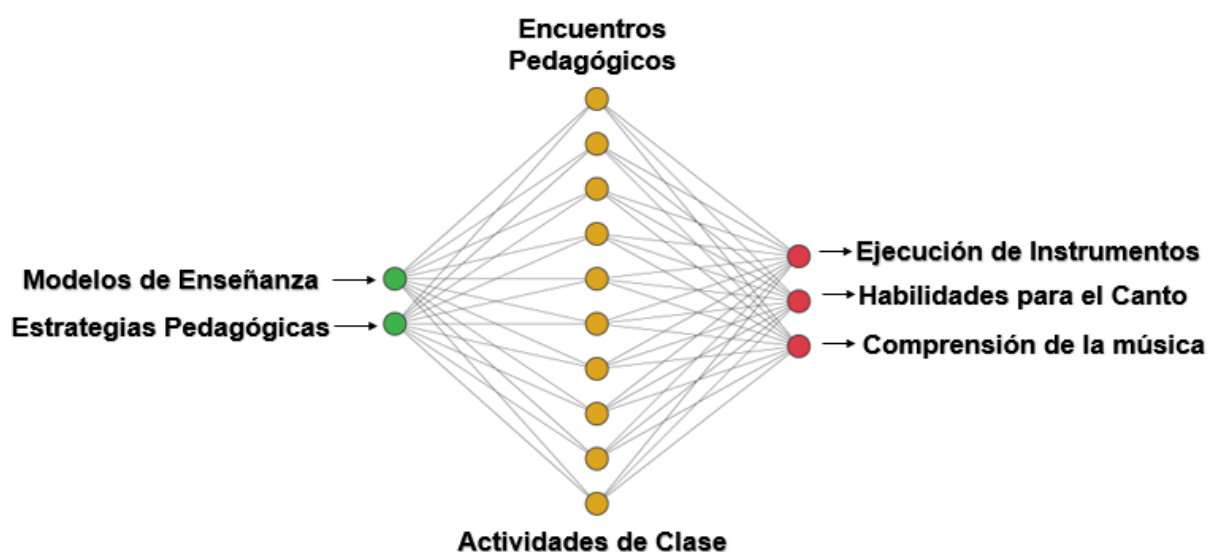 Encuentros
Pedagógicos
Modelos de Enseñanza
Estrategias Pedagógicas
Ejecución de Instrumentos
Habilidades para el Canto
Comprensión de la música
Actividades de Clase